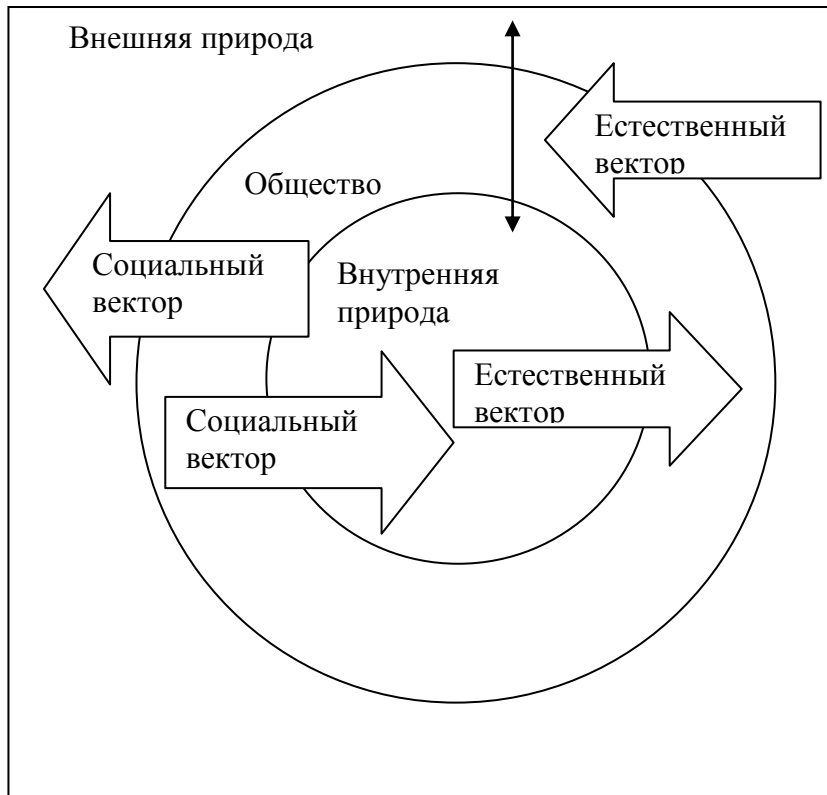 Внешняя природа
Естественный
вектор
Общество
Социальный
вектор
Внутренняя
природа
Естественный
вектор
Социальный
вектор